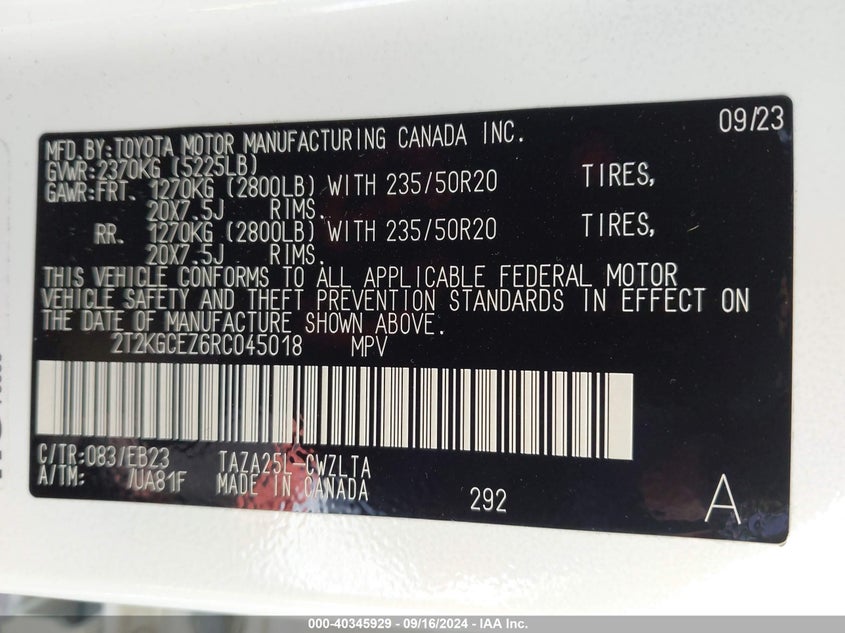 09/23
MFD.BY:TOYOTA MOTOR MANUFACTURING CANADA INC.
GVWR:2370KG (5225LB)
GAWR:FRT. 1270KG (2800LB) WITH 235/50R20 TIRES,
20X7.5J RIMS.
RR. 1270KG (2800LB) WITH 235/50R20 TIRES,
20X7.5J RIMS.
THIS VEHICLE CONFORMS TO ALL APPLICABLE FEDERAL MOTOR
VEHICLE SAFETY AND THEFT PREVENTION STANDARDS IN EFFECT ON
THE DATE OF MANUFACTURE SHOWN ABOVE.
2T2KGCEZ6RC045018 MPV
C/TR:083/EB23 TAZA25L-CWZLTA
A/TM: /UA81F MADE IN CANADA
292 A
000-40345929 - 09/16/2024 - IAA Inc.